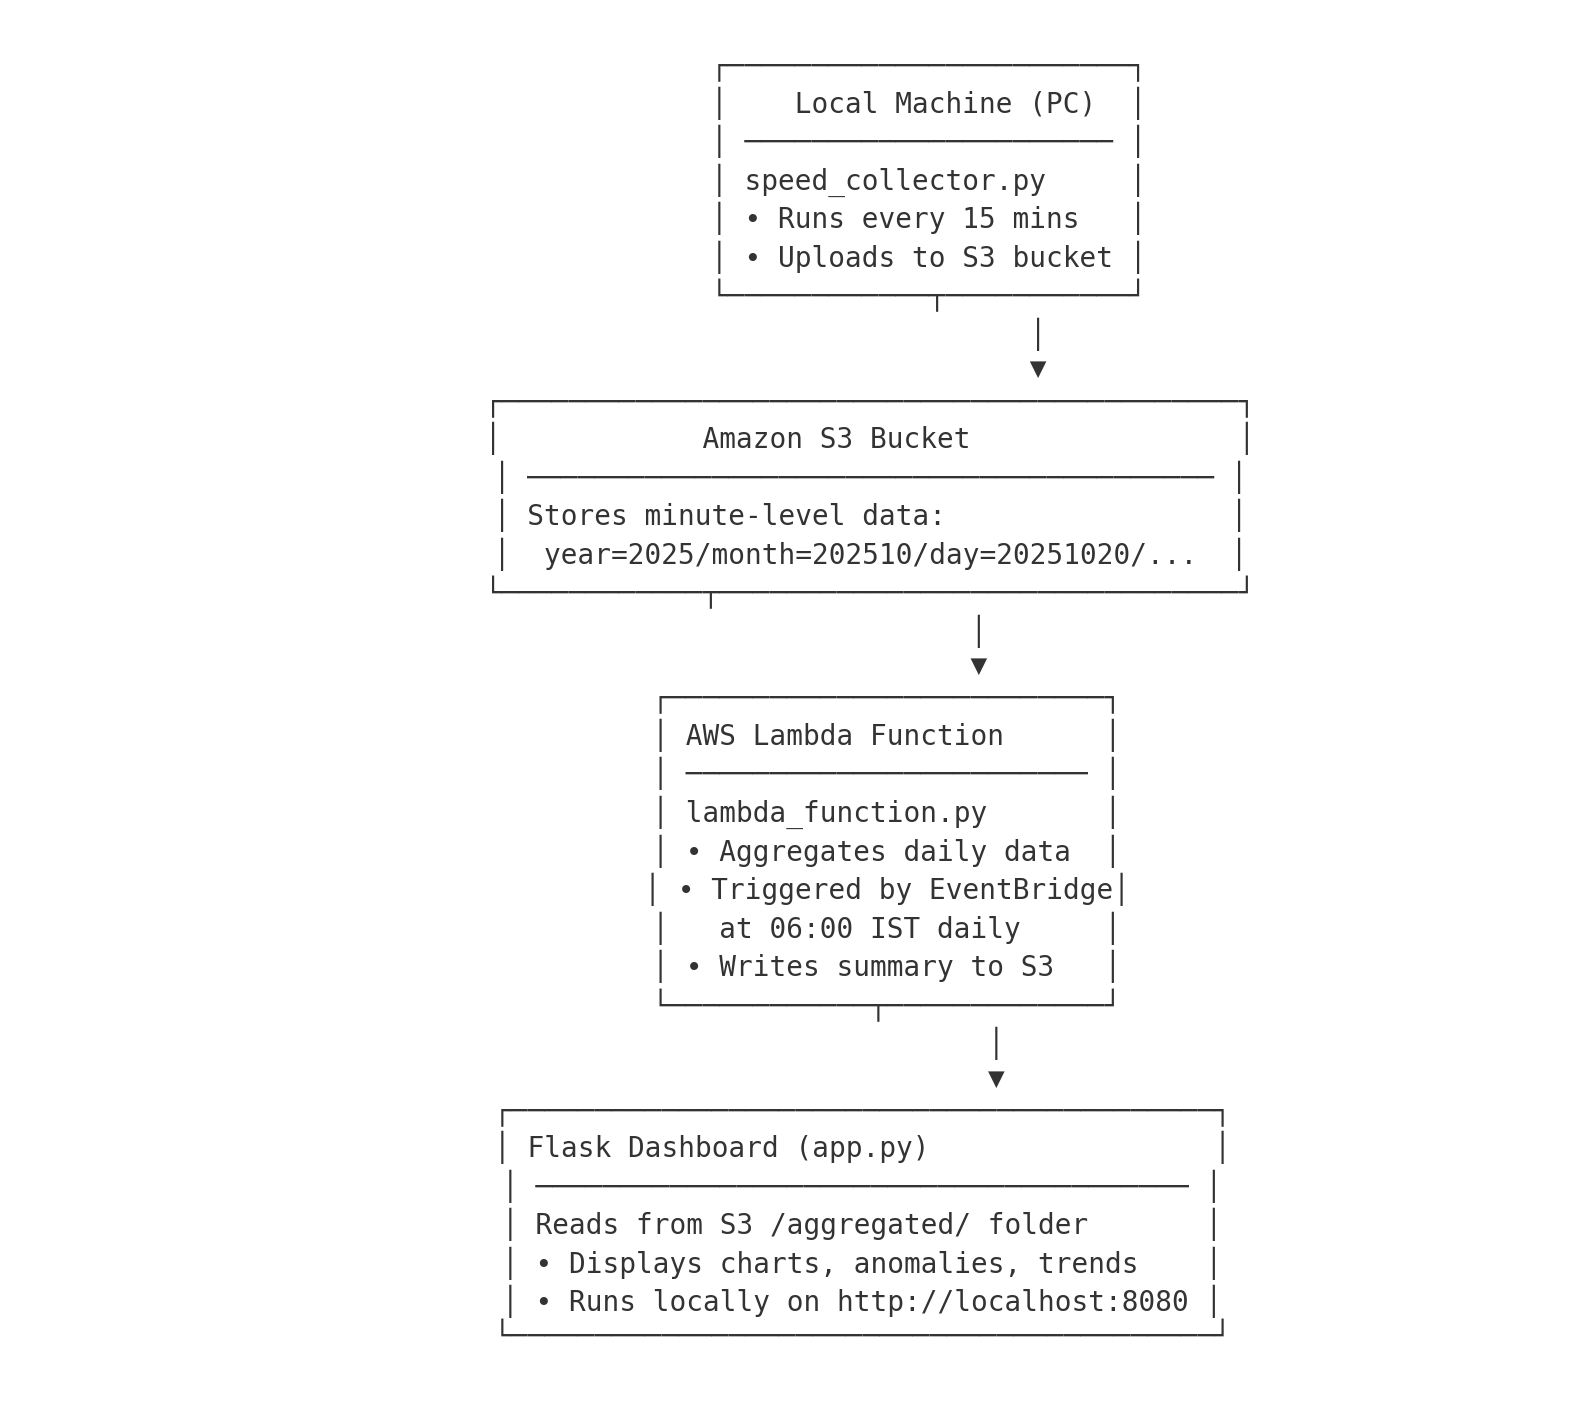 Local Machine (PC)
speed_collector.py
• Runs every 15 mins
• Uploads to S3 bucket
Amazon S3 Bucket
Stores minute-level data:
year=2025/month=202510/day=20251020/...
AWS Lambda Function
lambda_function.py
• Aggregates daily data
• Triggered by EventBridge
at 06:00 IST daily
• Writes summary to S3
Flask Dashboard (app.py)
Reads from S3 /aggregated/ folder
• Displays charts, anomalies, trends
• Runs locally on http://localhost:8080